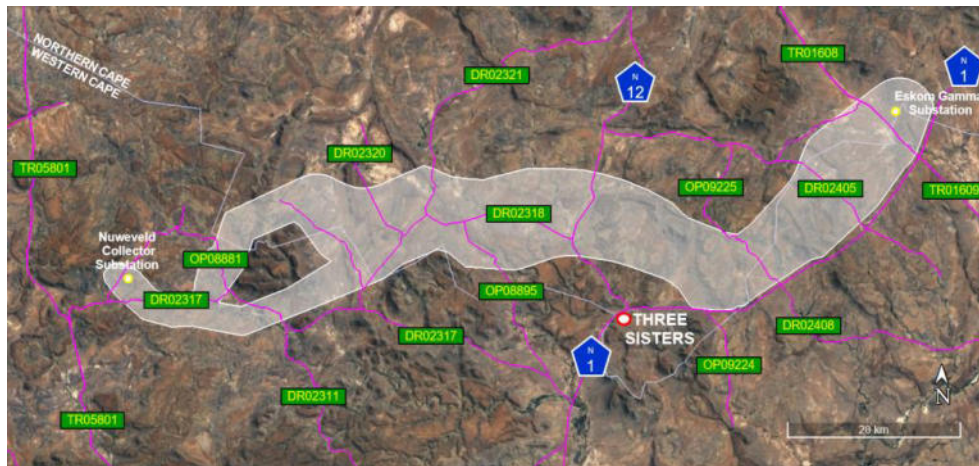 NORTHERN CAPE
WESTERN CAPE
TR05801
DR02320
DR02321
N
12
TR01608
N
1
Eskom Gamma
Substation
OP09225
DR02405
TR01609
DR02318
Nuweveld
Collector
Substation
OP08881
DR02317
OP08895
DR02317
THREE
SISTERS
DR02408
N
1
OP09224
DR02311
TR05801
N
20 km